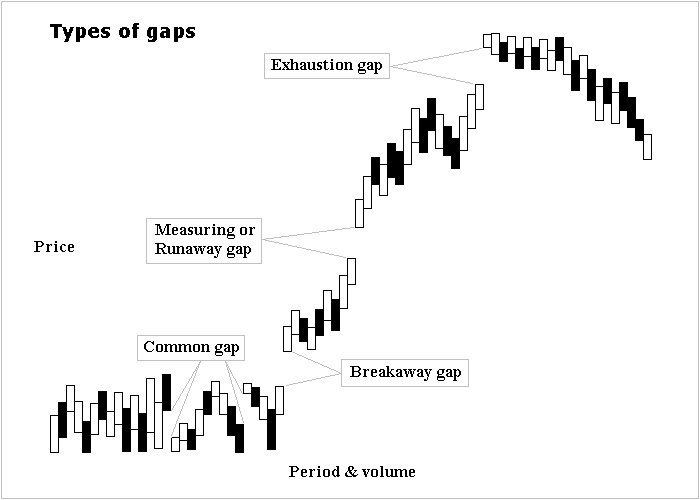 Types of gaps
Exhaustion gap
Measuring or
Runaway gap
Price
Common gap
Breakaway gap
Period & volume